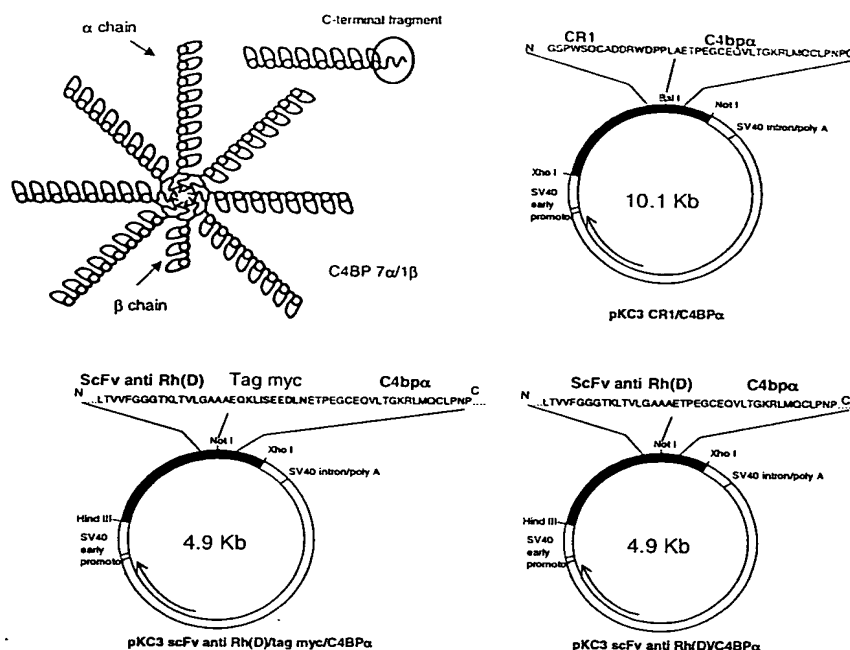 C-terminal fragment
α chain
β chain
C4BP 7α/1β
CR1
C4bpα
N
GSPWSOCADDRWDPPLAETPEGCEQVLTGKRLMQCLPNPC
Bal I
Not I
SV40 intron/poly A
Xho I
SV40
early
promoto
10.1 Kb
pKC3 CR1/C4BPα
ScFv anti Rh(D)
Tag myc
C4bpα
N
C
...LTVVFGGGTKLTVLGAAAEQKLISEEDLNETPEGCEQVLTGKRLMQCLPNP....
Not I
Xho I
SV40 intron/poly A
Hind III
SV40
early
promoto
4.9 Kb
pKC3 scFv anti Rh(D)/tag myc/C4BPα
ScFv anti Rh(D)
C4bpα
N
C
...LTVVFGGGTKLTVLGAAAETPEGCEQVLTGKRLMQCLPNP....
Not I
Xho I
SV40 intron/poly A
Hind III
SV40
early
promoto
4.9 Kb
pKC3 scFv anti Rh(D)/C4BPα